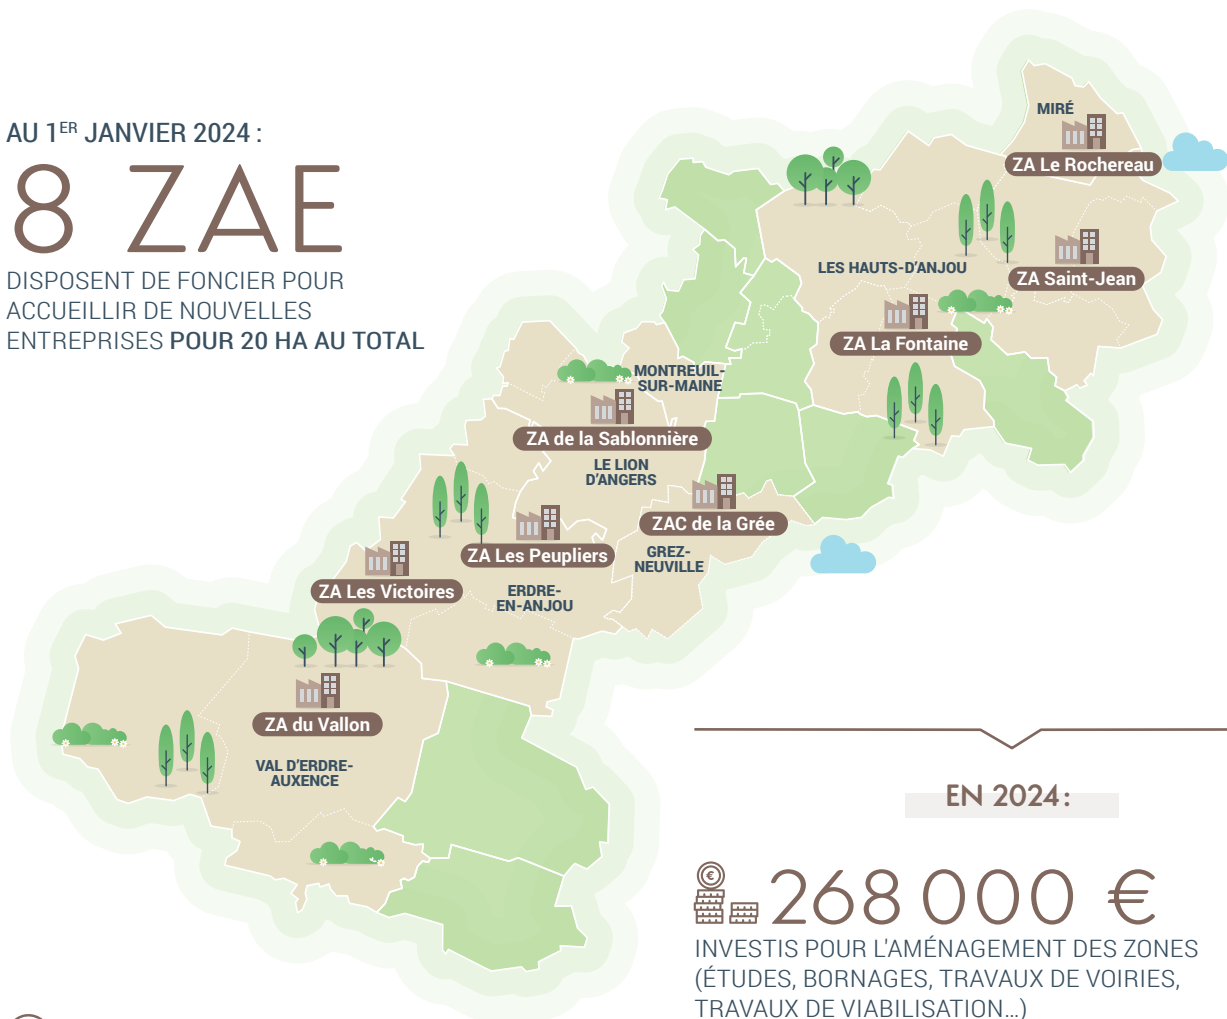 AU 1ER JANVIER 2024 :
8 ZAE
DISPOSENT DE FONCIER POUR
ACCUEILLIR DE NOUVELLES
ENTREPRISES POUR 20 HA AU TOTAL
MIRÉ
ZA Le Rochereau
LES HAUTS-D'ANJOU
ZA Saint-Jean
ZA La Fontaine
MONTREUIL-
SUR-MAINE
ZA de la Sablonnière
LE LION
D'ANGERS
ZAC de la Grée
GREZ-
NEUVILLE
ZA Les Peupliers
ERDRE-
EN-ANJOU
ZA Les Victoires
ZA du Vallon
VAL D'ERDRE-
AUXENCE
EN 2024 :
€
268 000 €
INVESTIS POUR L'AMÉNAGEMENT DES ZONES
(ÉTUDES, BORNAGES, TRAVAUX DE VOIRIES,
TRAVAUX DE VIABILISATION...)